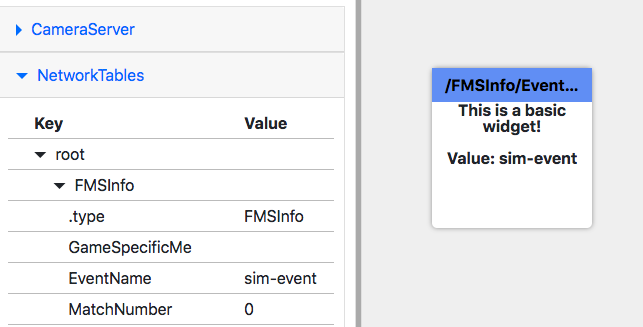 CameraServer
NetworkTables
Key Value
root
FMSInfo
.type FMSInfo
GameSpecificMe
EventName sim-event
MatchNumber 0
/FMSInfo/Event...
This is a basic
widget!
Value: sim-event